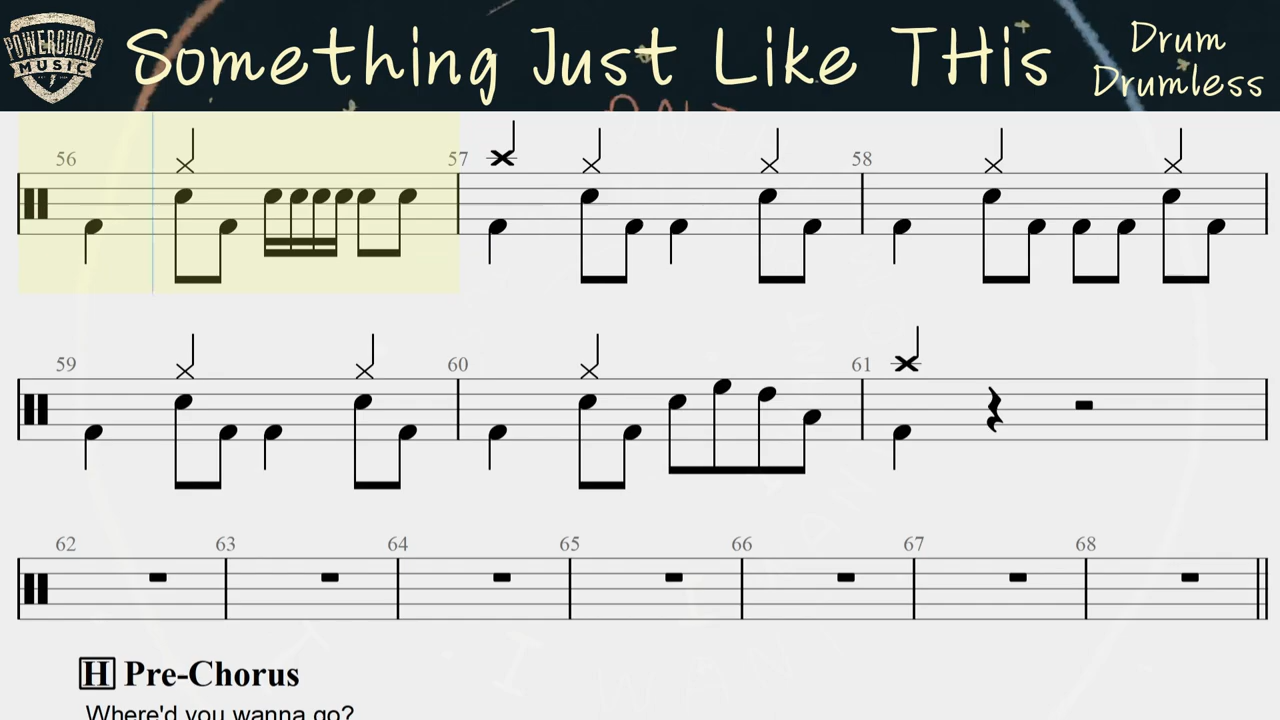 POWERCHORD
MUSIC
Something Just Like THis
Drum
Drumless
56
57
58
59
60
61
62
63
64
65
66
67
68
H Pre-Chorus
Where'd you wanna go?